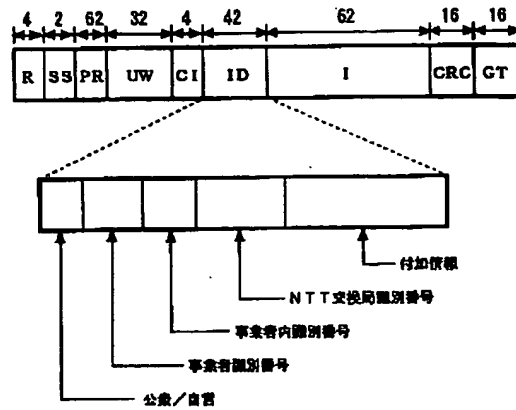 4 2 62 32 4 42 62 16 16
R SS PR UW CI ID I CRC GT
付加情報
NTT交換局識別番号
事業者内識別番号
事業者識別番号
公衆/自営